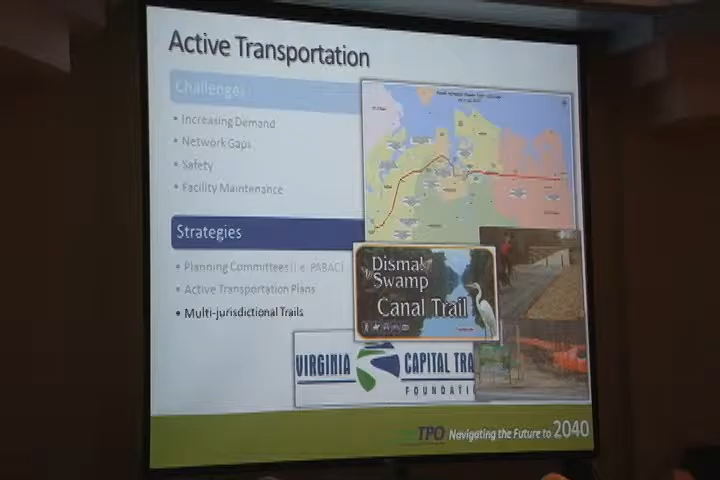 Active Transportation
Challenges
• Increasing Demand
• Network Gaps
• Safety
• Facility Maintenance
Strategies
• Planning Committees (i.e. PABAC)
• Active Transportation Plans
• Multi-jurisdictional Trails
Dismal
Swamp
Canal Trail
VIRGINIA CAPITAL TRA
FOUNDATI
TPO Navigating the Future to 2040